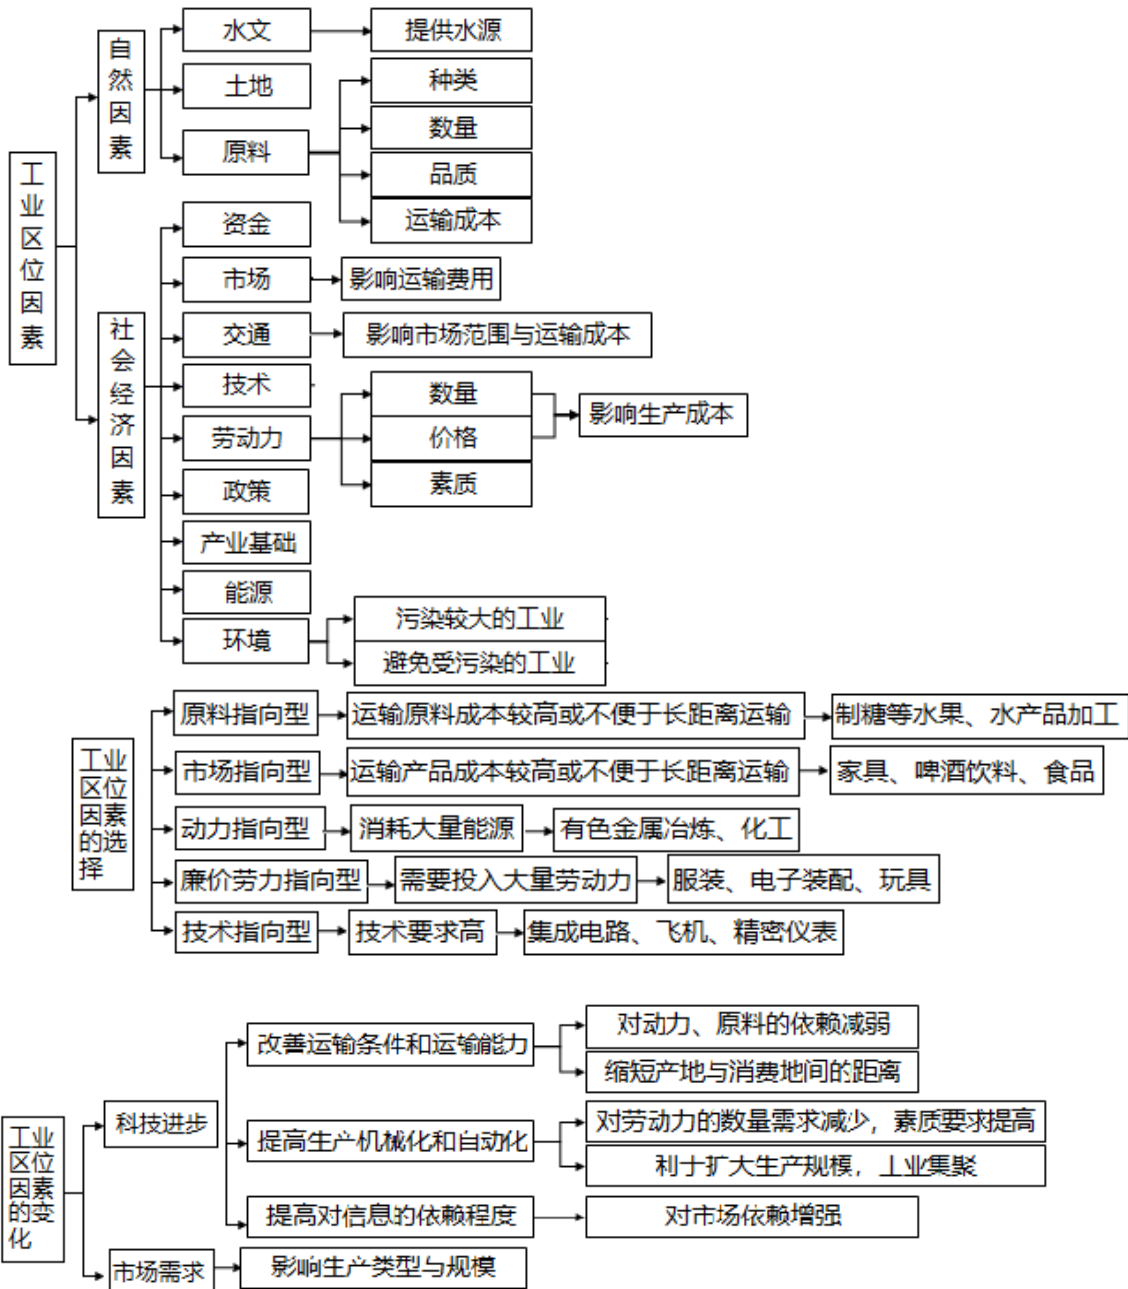 工业区位因素
自然因素
水文
提供水源
土地
原料
种类
数量
品质
运输成本
社会经济因素
资金
市场
影响运输费用
交通
影响市场范围与运输成本
技术
劳动力
数量
价格
素质
影响生产成本
政策
产业基础
能源
环境
污染较大的工业
避免受污染的工业
工业
区位
因素
的选
择
原料指向型
运输原料成本较高或不便于长距离运输
制糖等水果、水产品加工
市场指向型
运输产品成本较高或不便于长距离运输
家具、啤酒饮料、食品
动力指向型
消耗大量能源
有色金属冶炼、化工
廉价劳力指向型
需要投入大量劳动力
服装、电子装配、玩具
技术指向型
技术要求高
集成电路、飞机、精密仪表
工业
区位
因素
的变
化
科技进步
改善运输条件和运输能力
对动力、原料的依赖减弱
缩短产地与消费地间的距离
提高生产机械化和自动化
对劳动力的数量需求减少，素质要求提高
利于扩大生产规模，工业集聚
提高对信息的依赖程度
对市场依赖增强
市场需求
影响生产类型与规模